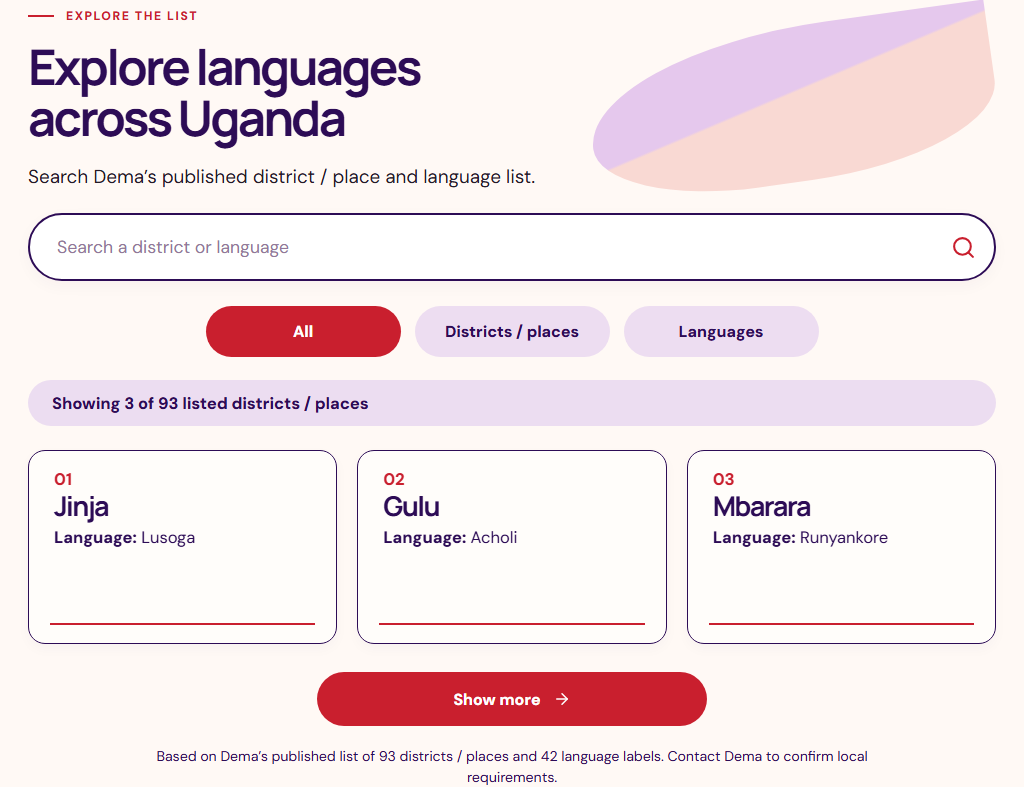 EXPLORE THE LIST
Explore languages
across Uganda
Search Dema’s published district / place and language list.
Search a district or language
All
Districts / places
Languages
Showing 3 of 93 listed districts / places
01
Jinja
Language: Lusoga
02
Gulu
Language: Acholi
03
Mbarara
Language: Runyankore
Show more →
Based on Dema’s published list of 93 districts / places and 42 language labels. Contact Dema to confirm local
requirements.